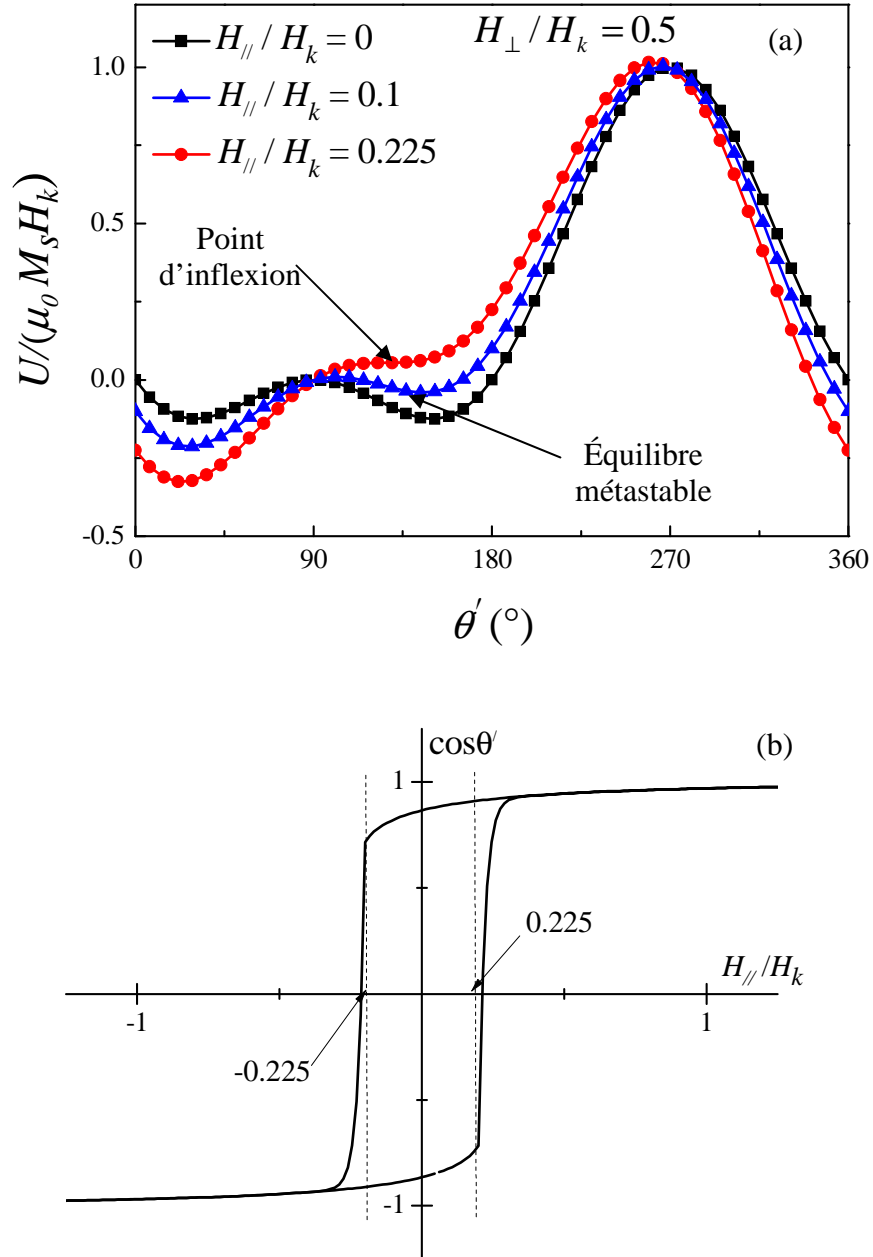 H⫽ / Hₖ = 0
H⊥ / Hₖ = 0.5
(a)
H⫽ / Hₖ = 0.1
H⫽ / Hₖ = 0.225
1.0
0.5
0.0
-0.5
U/(μ₀ MₛHₖ)
Point
d'inflexion
Équilibre
métastable
0
90
180
270
360
θ′ (°)
cosθ′
(b)
1
0.225
H⫽/Hₖ
-1
1
-0.225
-1